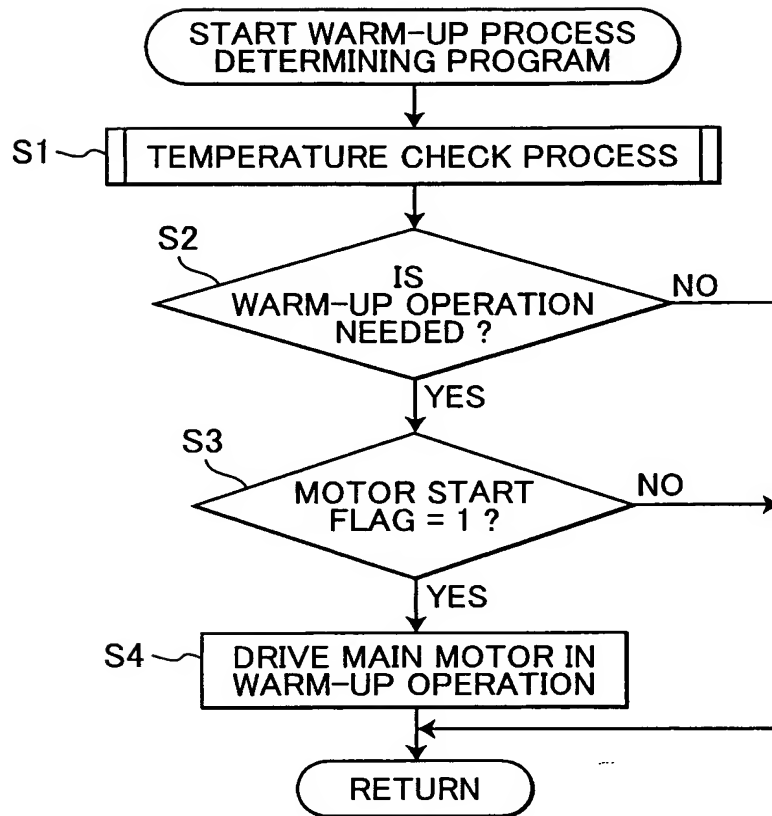 START WARM-UP PROCESS
DETERMINING PROGRAM
S1
TEMPERATURE CHECK PROCESS
S2
IS
WARM-UP OPERATION
NEEDED ?
NO
YES
S3
MOTOR START
FLAG = 1 ?
NO
YES
S4
DRIVE MAIN MOTOR IN
WARM-UP OPERATION
RETURN